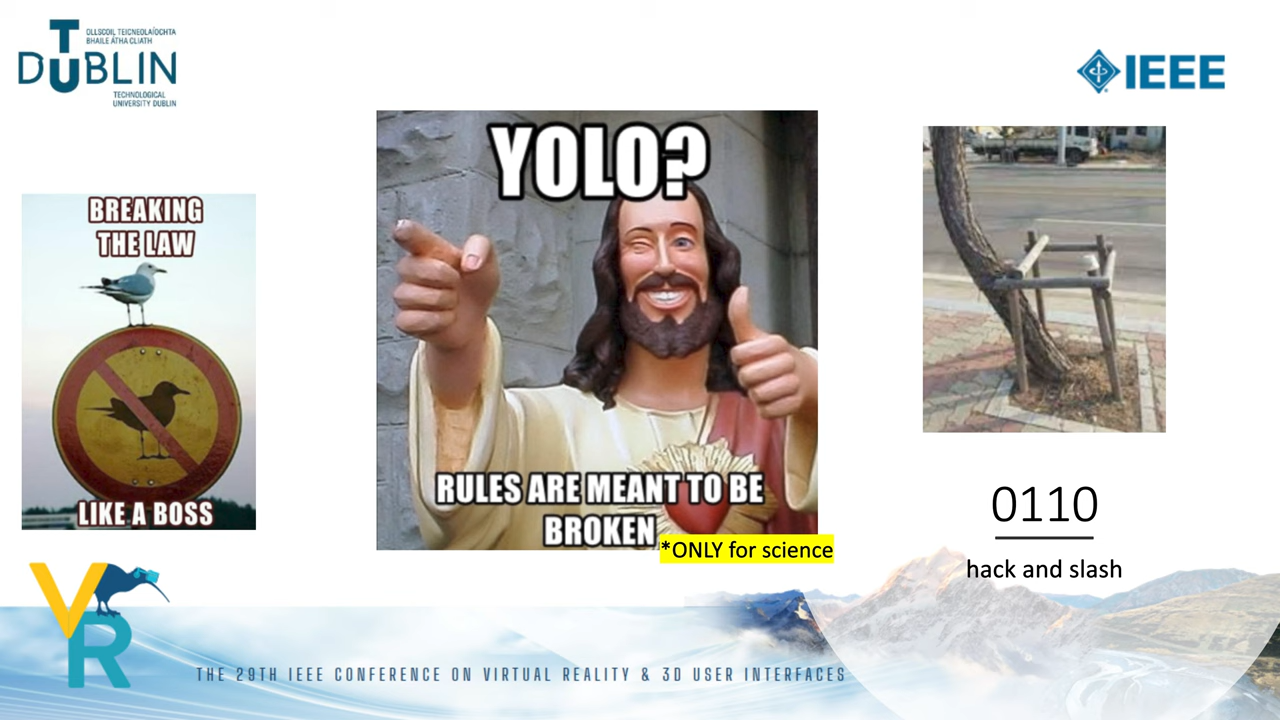 OLLSCOIL TEICNEOLAÍOCHTA
BHAILE ÁTHA CLIATH
TU
DUBLIN
TECHNOLOGICAL
UNIVERSITY DUBLIN
IEEE
BREAKING
THE LAW
LIKE A BOSS
YOLO?
RULES ARE MEANT TO BE
BROKEN
*ONLY for science
0110
hack and slash
VR
THE 29TH IEEE CONFERENCE ON VIRTUAL REALITY & 3D USER INTERFACES